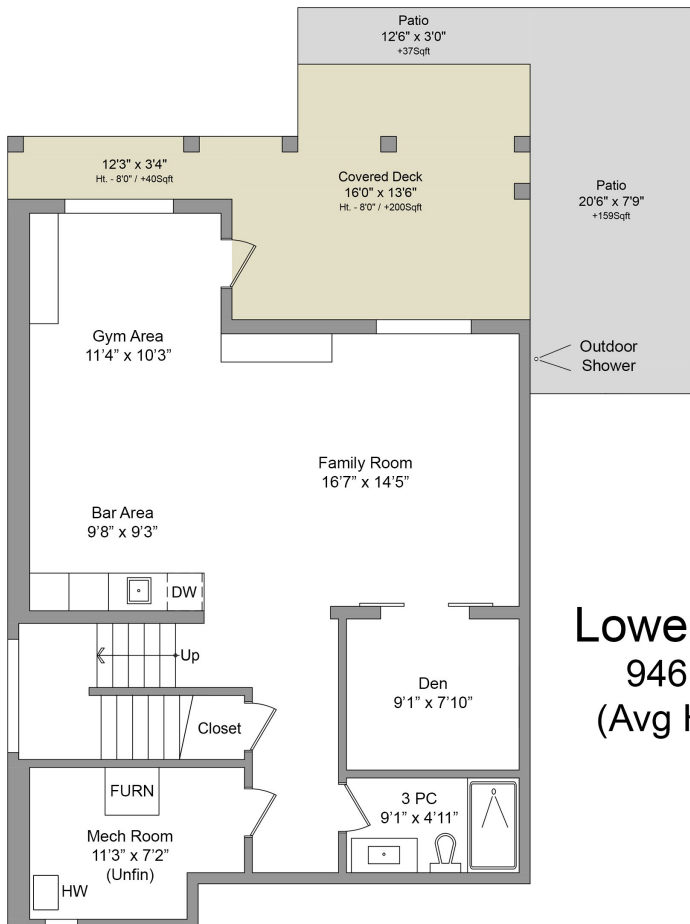 Patio
12'6" x 3'0"
+37Sqft
12'3" x 3'4"
Ht. - 8'0" / +40Sqft
Covered Deck
16'0" x 13'6"
Ht. - 8'0" / +200Sqft
Patio
20'6" x 7'9"
+159Sqft
Gym Area
11'4" x 10'3"
Outdoor
Shower
Family Room
16'7" x 14'5"
Bar Area
9'8" x 9'3"
DW
Up
Lowe
946
(Avg H
Den
9'1" x 7'10"
Closet
FURN
3 PC
9'1" x 4'11"
Mech Room
11'3" x 7'2"
(Unfin)
HW